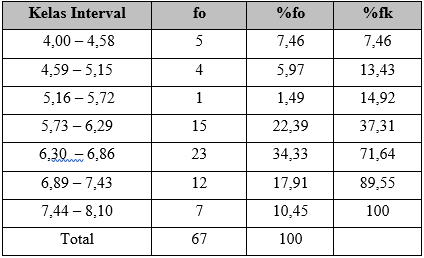 Kelas Interval fo %fo %fk
4,00 – 4,58 5 7,46 7,46
4,59 – 5,15 4 5,97 13,43
5,16 – 5,72 1 1,49 14,92
5,73 – 6,29 15 22,39 37,31
6,30 – 6,86 23 34,33 71,64
6,89 – 7,43 12 17,91 89,55
7,44 – 8,10 7 10,45 100
Total 67 100